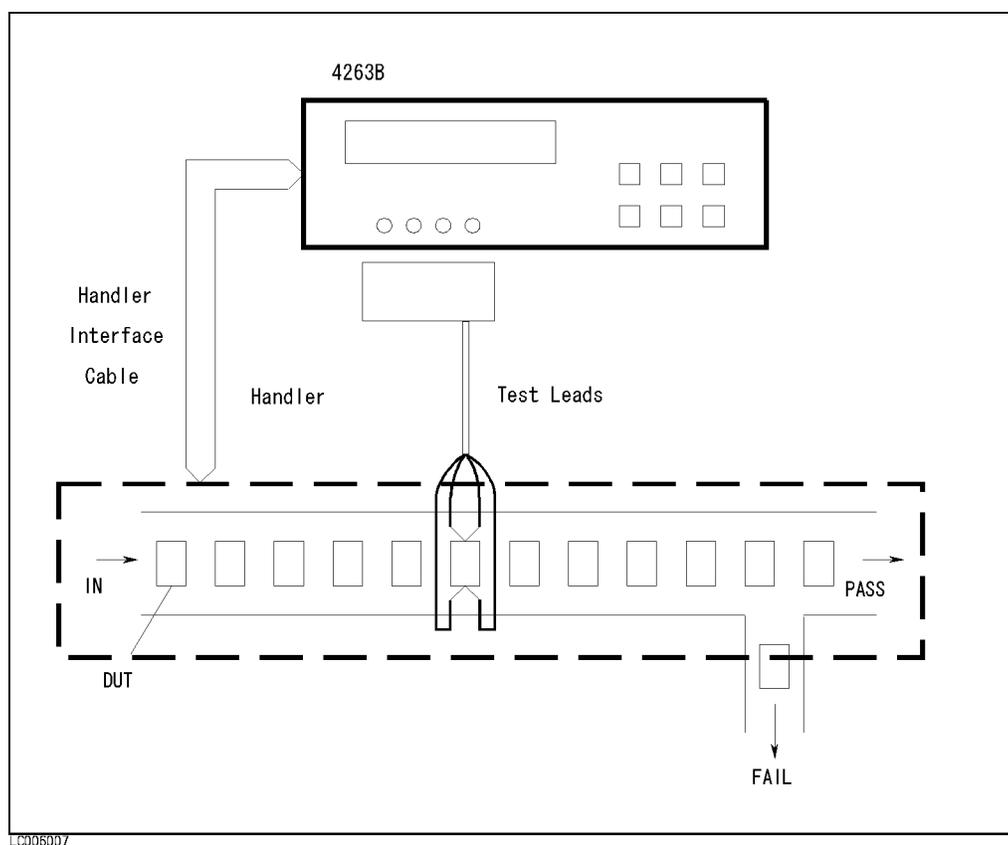 4263B
Handler
Interface
Cable
Handler
Test Leads
IN
PASS
DUT
FAIL
LC006007